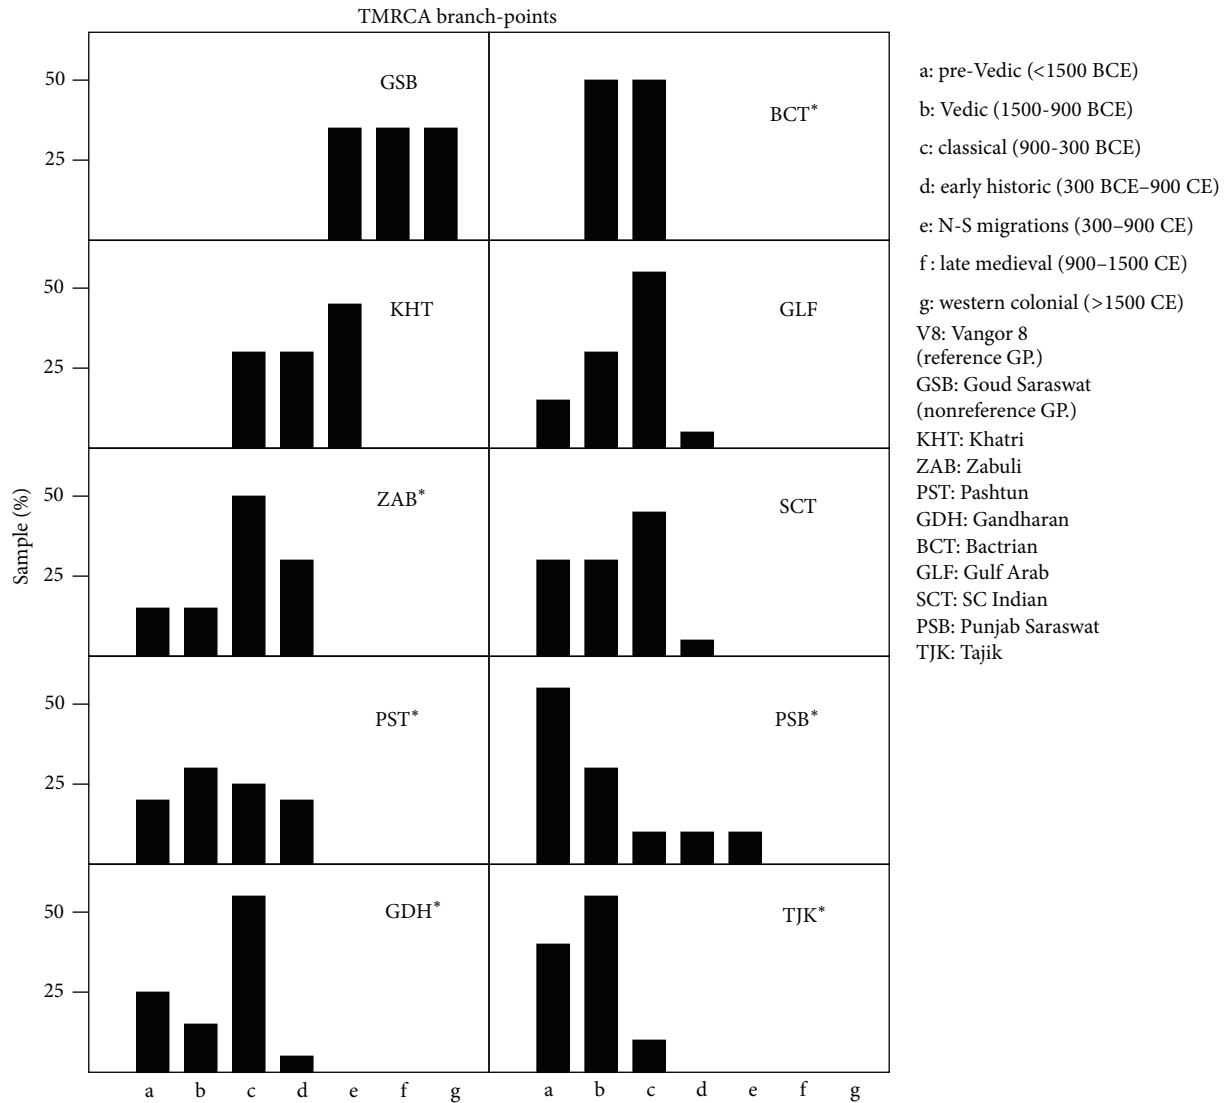 TMRCA branch-points
Sample (%)
50
25
GSB
BCT*
50
25
KHT
GLF
50
25
ZAB*
SCT
50
25
PST*
PSB*
50
25
GDH*
TJK*
a b c d e f g
a b c d e f g
a: pre-Vedic (<1500 BCE)
b: Vedic (1500-900 BCE)
c: classical (900-300 BCE)
d: early historic (300 BCE–900 CE)
e: N-S migrations (300–900 CE)
f : late medieval (900–1500 CE)
g: western colonial (>1500 CE)
V8: Vangor 8
(reference GP.)
GSB: Goud Saraswat
(nonreference GP.)
KHT: Khatri
ZAB: Zabuli
PST: Pashtun
GDH: Gandharan
BCT: Bactrian
GLF: Gulf Arab
SCT: SC Indian
PSB: Punjab Saraswat
TJK: Tajik